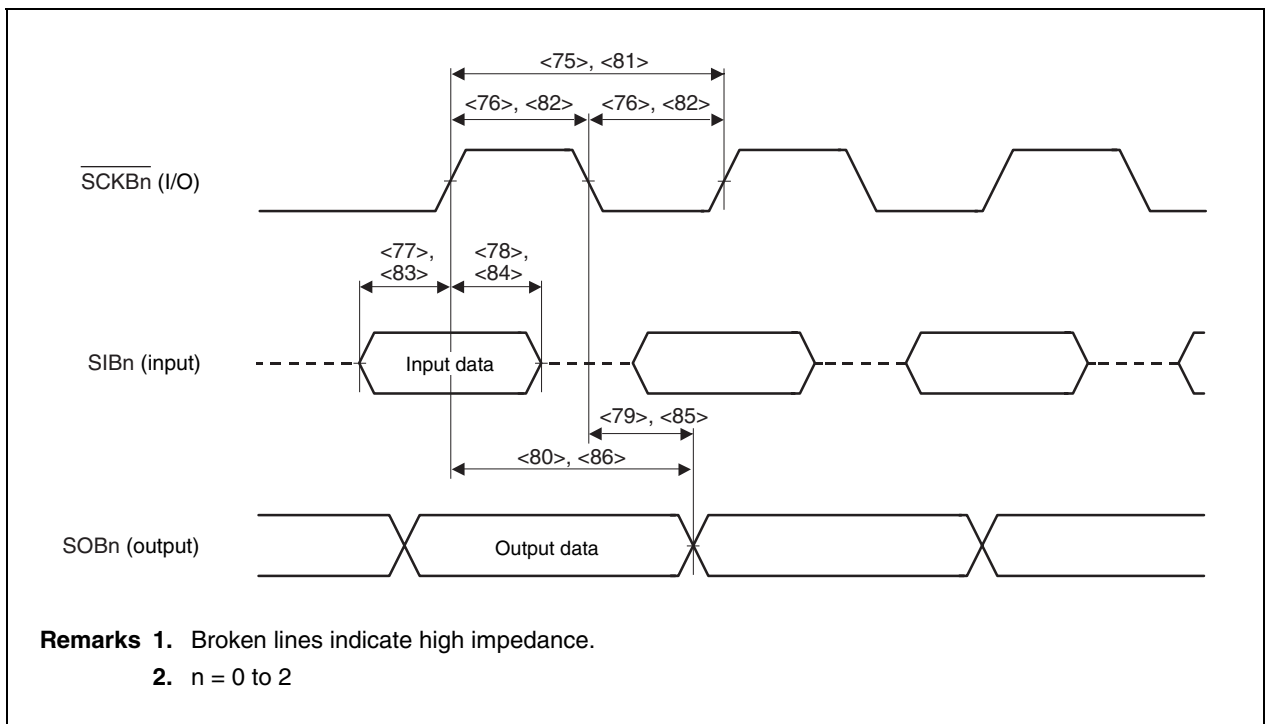 <75>, <81>
<76>, <82> <76>, <82>
SCKBn (I/O)
<77>, <83>
<78>, <84>
SIBn (input)
Input data
<79>, <85>
<80>, <86>
SOBn (output)
Output data
Remarks 1. Broken lines indicate high impedance.
2. n = 0 to 2